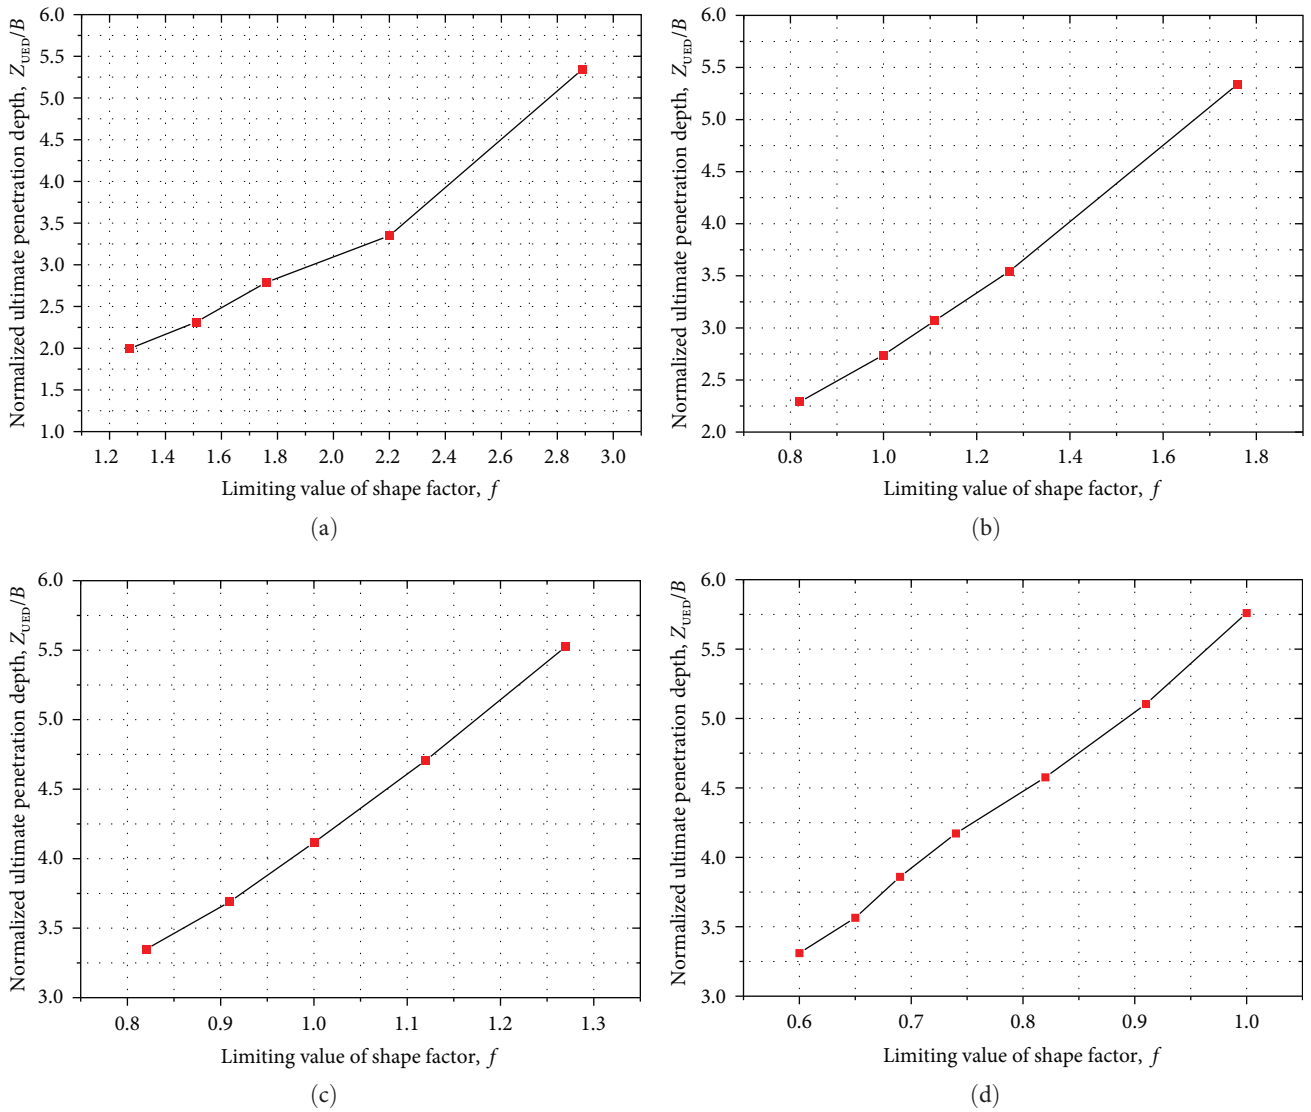 Normalized ultimate penetration depth, Z_UED/B
6.0
5.5
5.0
4.5
4.0
3.5
3.0
2.5
2.0
1.5
1.0
1.2 1.4 1.6 1.8 2.0 2.2 2.4 2.6 2.8 3.0
Limiting value of shape factor, f
(a)
Normalized ultimate penetration depth, Z_UED/B
6.0
5.5
5.0
4.5
4.0
3.5
3.0
2.5
2.0
0.8 1.0 1.2 1.4 1.6 1.8
Limiting value of shape factor, f
(b)
Normalized ultimate penetration depth, Z_UED/B
6.0
5.5
5.0
4.5
4.0
3.5
3.0
0.8 0.9 1.0 1.1 1.2 1.3
Limiting value of shape factor, f
(c)
Normalized ultimate penetration depth, Z_UED/B
6.0
5.5
5.0
4.5
4.0
3.5
3.0
0.6 0.7 0.8 0.9 1.0
Limiting value of shape factor, f
(d)